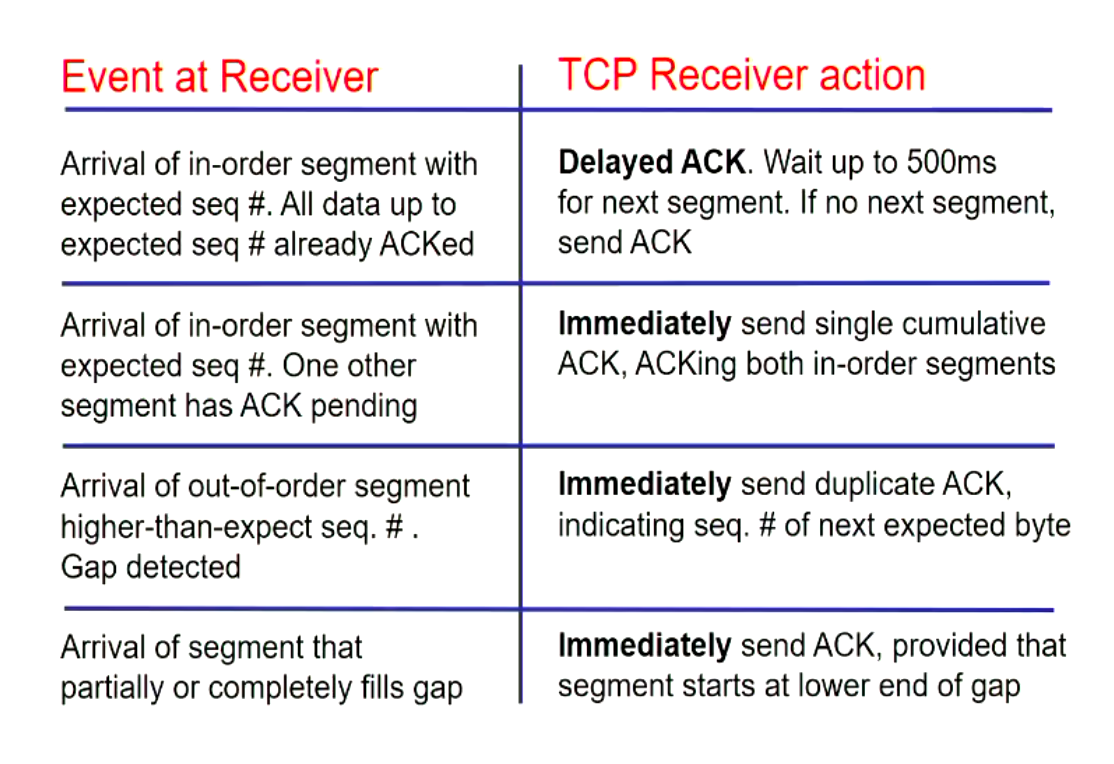 Event at Receiver
TCP Receiver action
Arrival of in-order segment with
expected seq #. All data up to
expected seq # already ACKed
Delayed ACK. Wait up to 500ms
for next segment. If no next segment,
send ACK
Arrival of in-order segment with
expected seq #. One other
segment has ACK pending
Immediately send single cumulative
ACK, ACKing both in-order segments
Arrival of out-of-order segment
higher-than-expect seq. # .
Gap detected
Immediately send duplicate ACK,
indicating seq. # of next expected byte
Arrival of segment that
partially or completely fills gap
Immediately send ACK, provided that
segment starts at lower end of gap